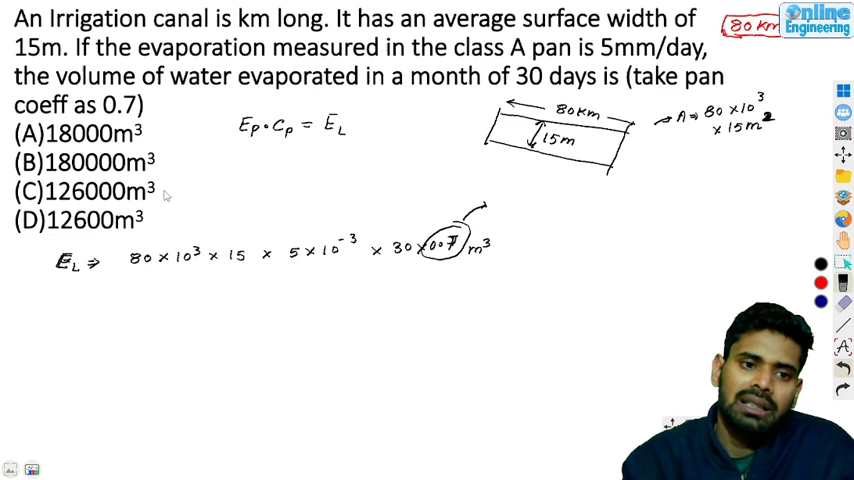 An Irrigation canal is km long. It has an average surface width of
15m. If the evaporation measured in the class A pan is 5mm/day,
the volume of water evaporated in a month of 30 days is (take pan
coeff as 0.7)
(A)18000m³
(B)180000m³
(C)126000m³
(D)12600m³
80 Km
Online
Engineering
Ep · Cp = EL
80Km
15m
A ⇒ 80 × 10³
× 15 m²
EL ⇒ 80 × 10³ × 15 × 5 × 10⁻³ × 30 × 0.7 m³